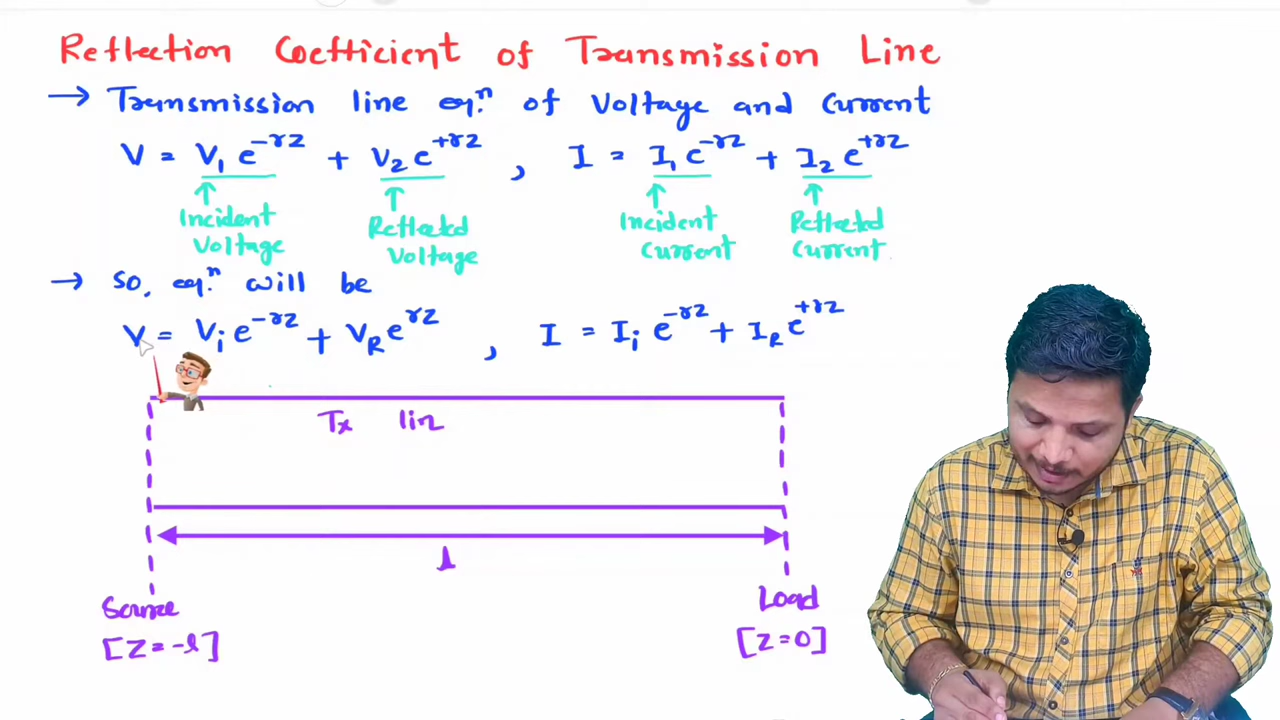 Reflection Coefficient of Transmission Line
→ Transmission line eqⁿ. of Voltage and Current
V = V₁ e^-γz + V₂ e^+γz , I = I₁ e^-γz + I₂ e^+γz
↑ ↑ ↑ ↑
Incident Reflected Incident Reflected
Voltage Voltage Current Current
→ So, eqⁿ. will be
V = Vᵢ e^-γz + V_R e^γz , I = Iᵢ e^-γz + I_R e^+γz
Tx lin
l
Source Load
[Z = -l] [Z = 0]